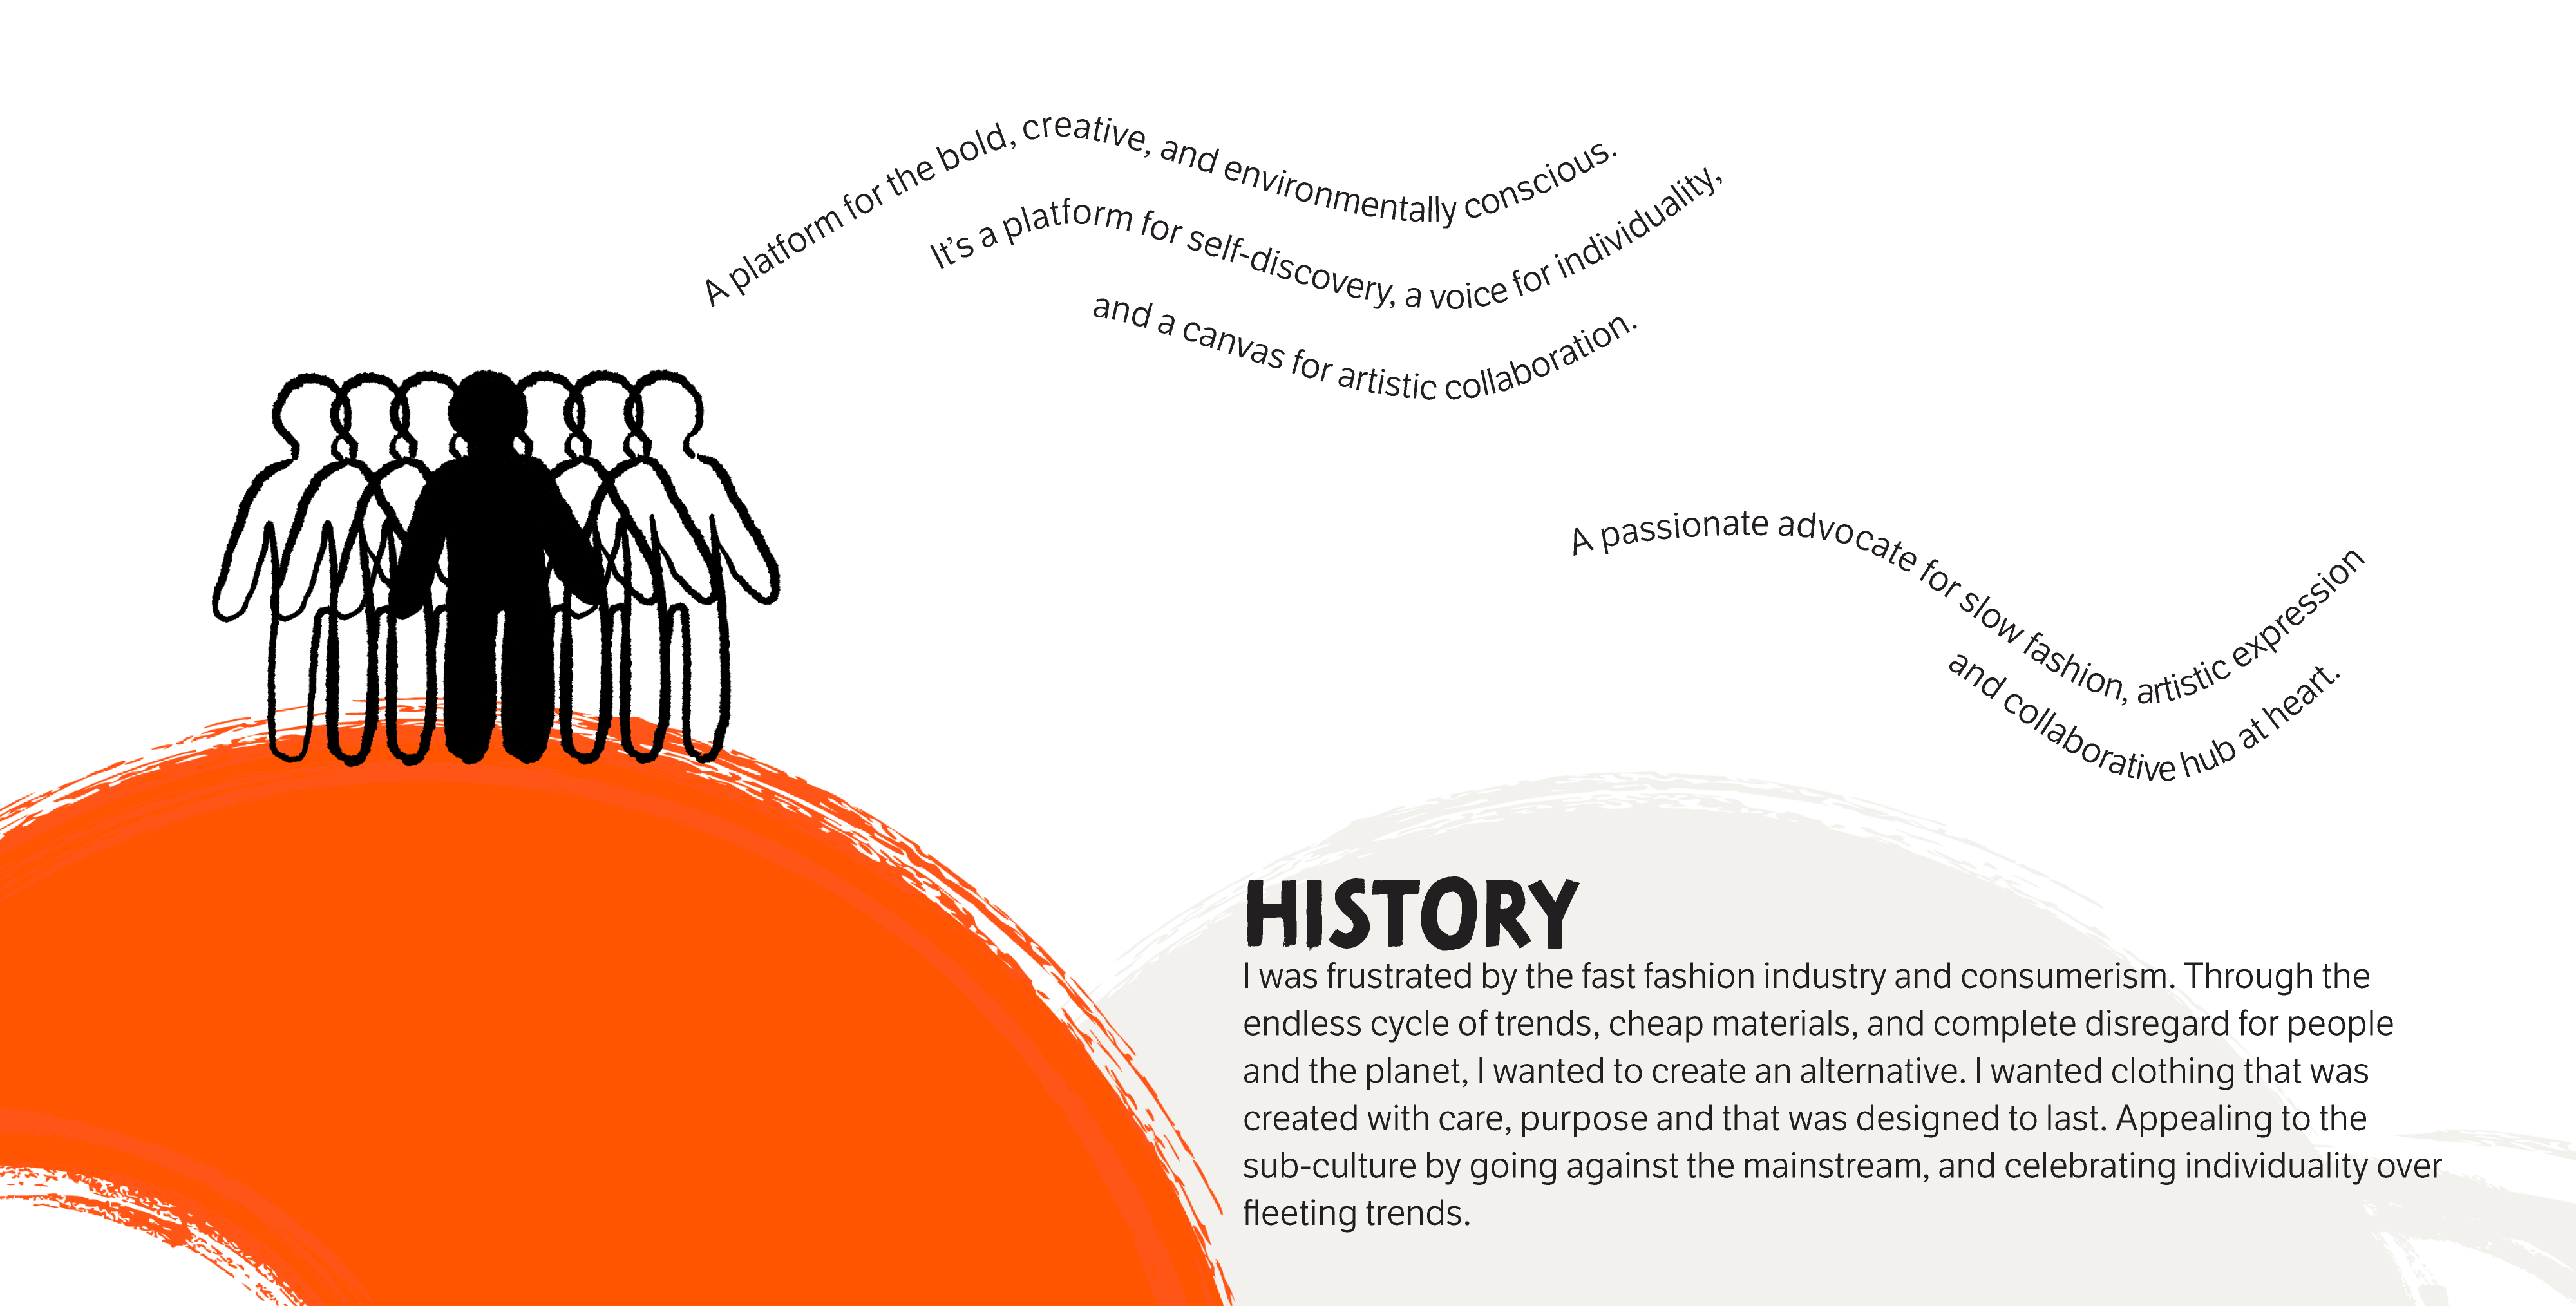 A platform for the bold, creative, and environmentally conscious.
It's a platform for self-discovery, a voice for individuality,
and a canvas for artistic collaboration.
A passionate advocate for slow fashion, artistic expression
and collaborative hub at heart.
HISTORY
I was frustrated by the fast fashion industry and consumerism. Through the
endless cycle of trends, cheap materials, and complete disregard for people
and the planet, I wanted to create an alternative. I wanted clothing that was
created with care, purpose and that was designed to last. Appealing to the
sub-culture by going against the mainstream, and celebrating individuality over
fleeting trends.